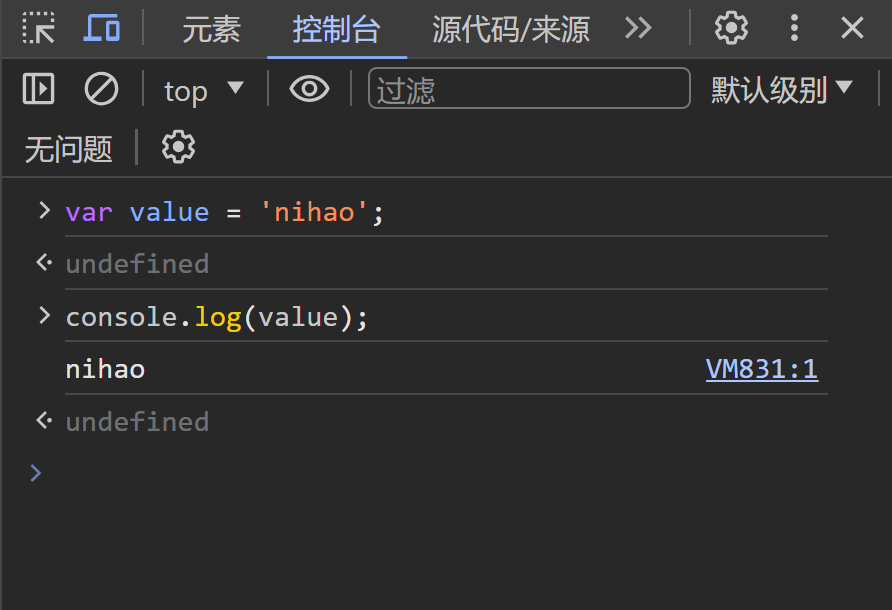 元素 控制台 源代码/来源
top 过滤 默认级别
无问题
var value = 'nihao';
undefined
console.log(value);
nihao VM831:1
undefined